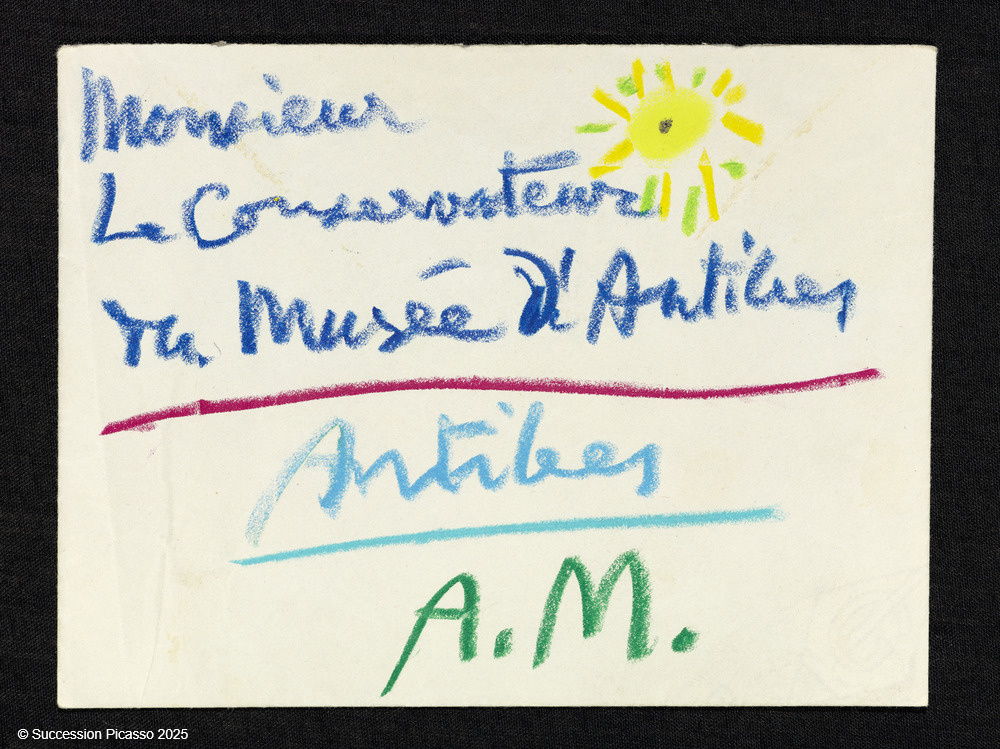 Monsieur
Le Conservateur
du Musée d'Antibes
Antibes
A.M.
© Succession Picasso 2025